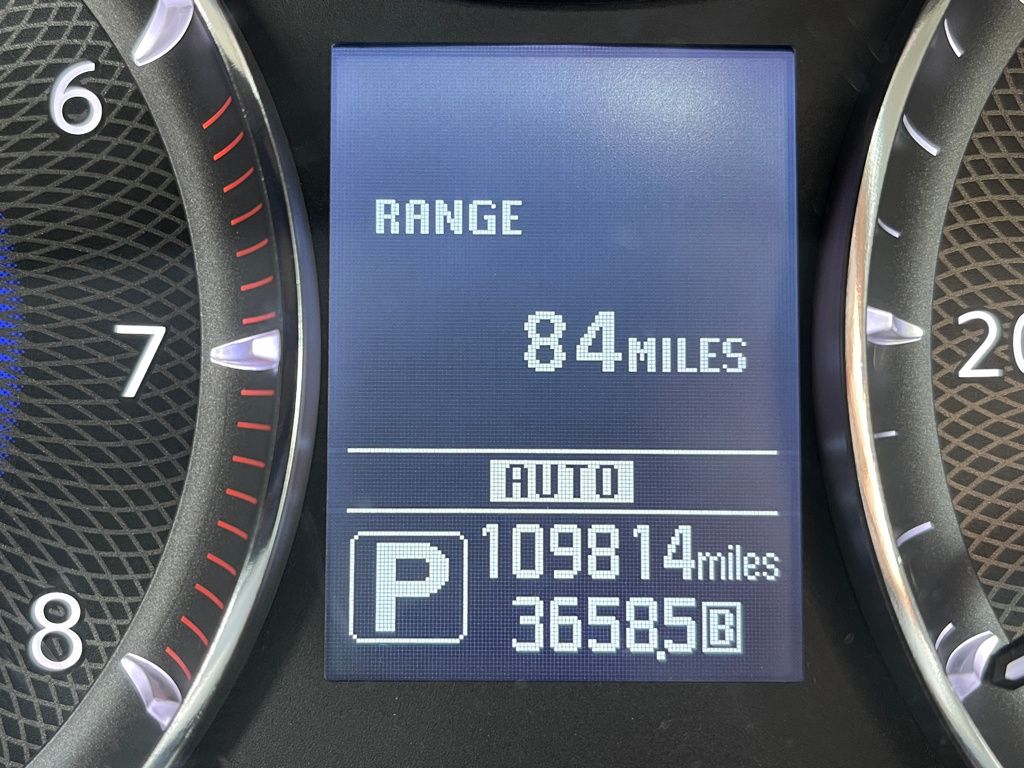 6
7
8
RANGE
84 MILES
AUTO
P
109814 miles
3658.5 B
20